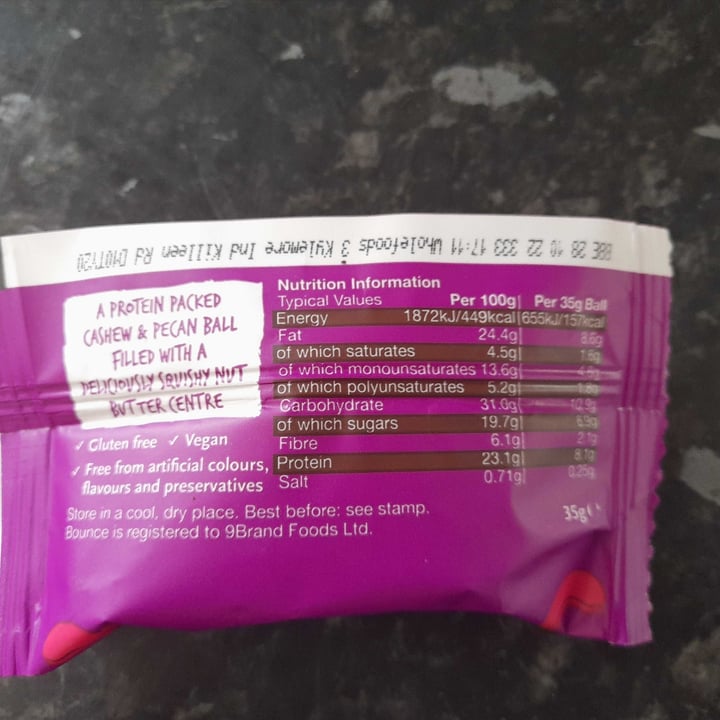 BBE 28 10 22 333 17:11 Wholefoods 3 Kylemore Ind Killeen Rd
A PROTEIN PACKED
CASHEW & PECAN BALL
FILLED WITH A
DELICIOUSLY SQUISHY NUT
BUTTER CENTRE
✓ Gluten free ✓ Vegan
✓ Free from artificial colours,
flavours and preservatives
Nutrition Information
Typical Values Per 100g Per 35g Ball
Energy 1872kJ/449kcal 655kJ/157kcal
Fat 24.4g 8.6g
of which saturates 4.5g 1.6g
of which monounsaturates 13.6g 4.8g
of which polyunsaturates 5.2g 1.8g
Carbohydrate 31.0g 10.9g
of which sugars 19.7g 6.9g
Fibre 6.1g 2.1g
Protein 23.1g 8.1g
Salt 0.71g 0.25g
Store in a cool, dry place. Best before: see stamp.
Bounce is registered to 9Brand Foods Ltd.
35g